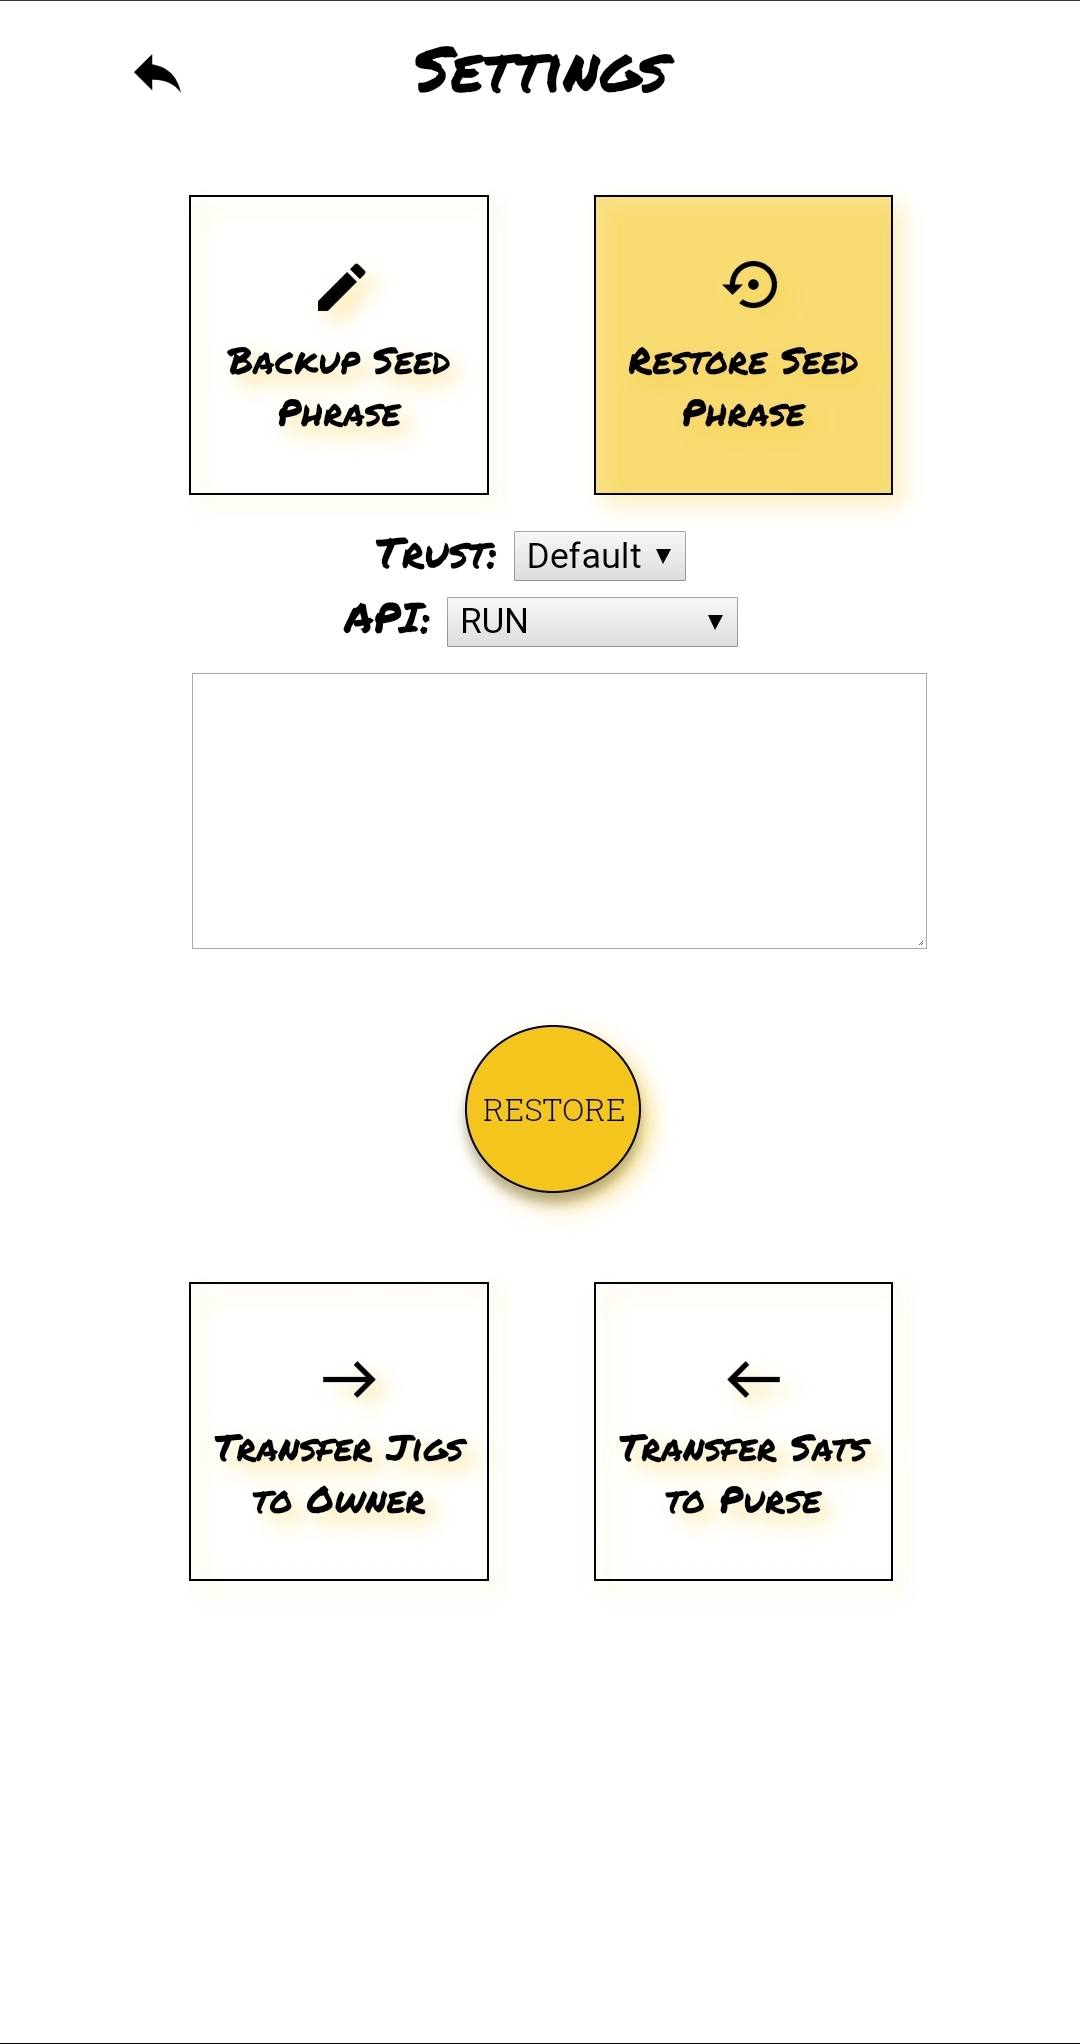 Settings
Backup Seed
Phrase
Restore Seed
Phrase
Trust: Default
API: RUN
RESTORE
Transfer Jigs
to Owner
Transfer Sats
to Purse